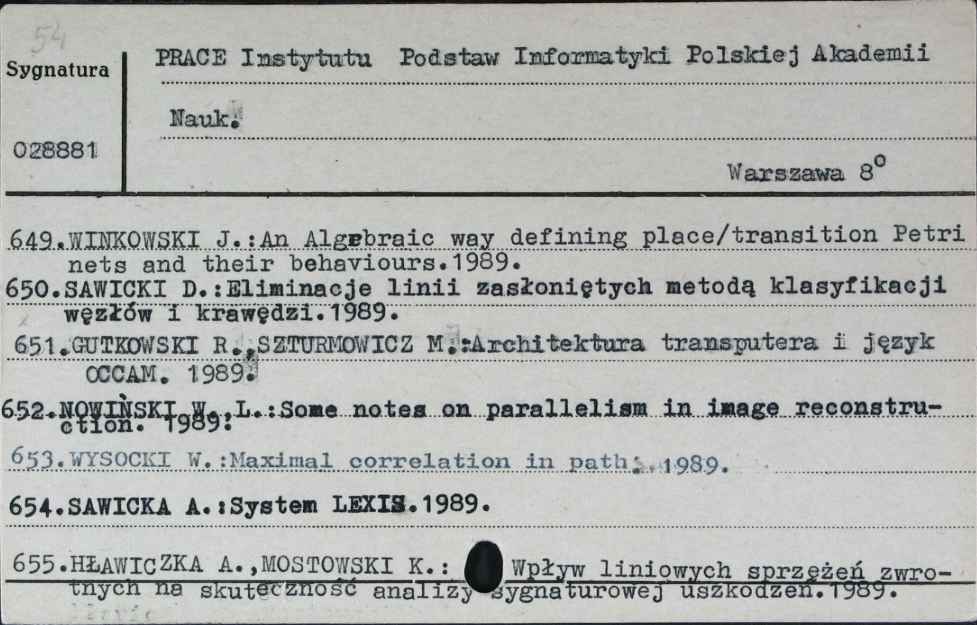 54
PRACE Instytutu Podstaw Informatyki Polskiej Akademii
Sygnatura
Nauk.
028881
Warszawa 8°
649.WINKOWSKI J.:An Algebraic way defining place/transition Petri
nets and their behaviours.1989.
650.SAWICKI D.:Eliminacje linii zasłoniętych metodą klasyfikacji
węzłów i krawędzi.1989.
651.GUTKOWSKI R.,SZTURMOWICZ M.:Architektura transputera i język
OCCAM. 1989.
652.NOWIŃSKI W.,L.:Some notes on parallelism in image reconstru-
ction. 1989.
653.WYSOCKI W.:Maximal correlation in path;.1989.
654.SAWICKA A.:System LEXIS.1989.
655.HŁAWICZKA A.,MOSTOWSKI K.: Wpływ liniowych sprzężeń zwro-
tnych na skuteczność analizy sygnaturowej uszkodzeń.1989.